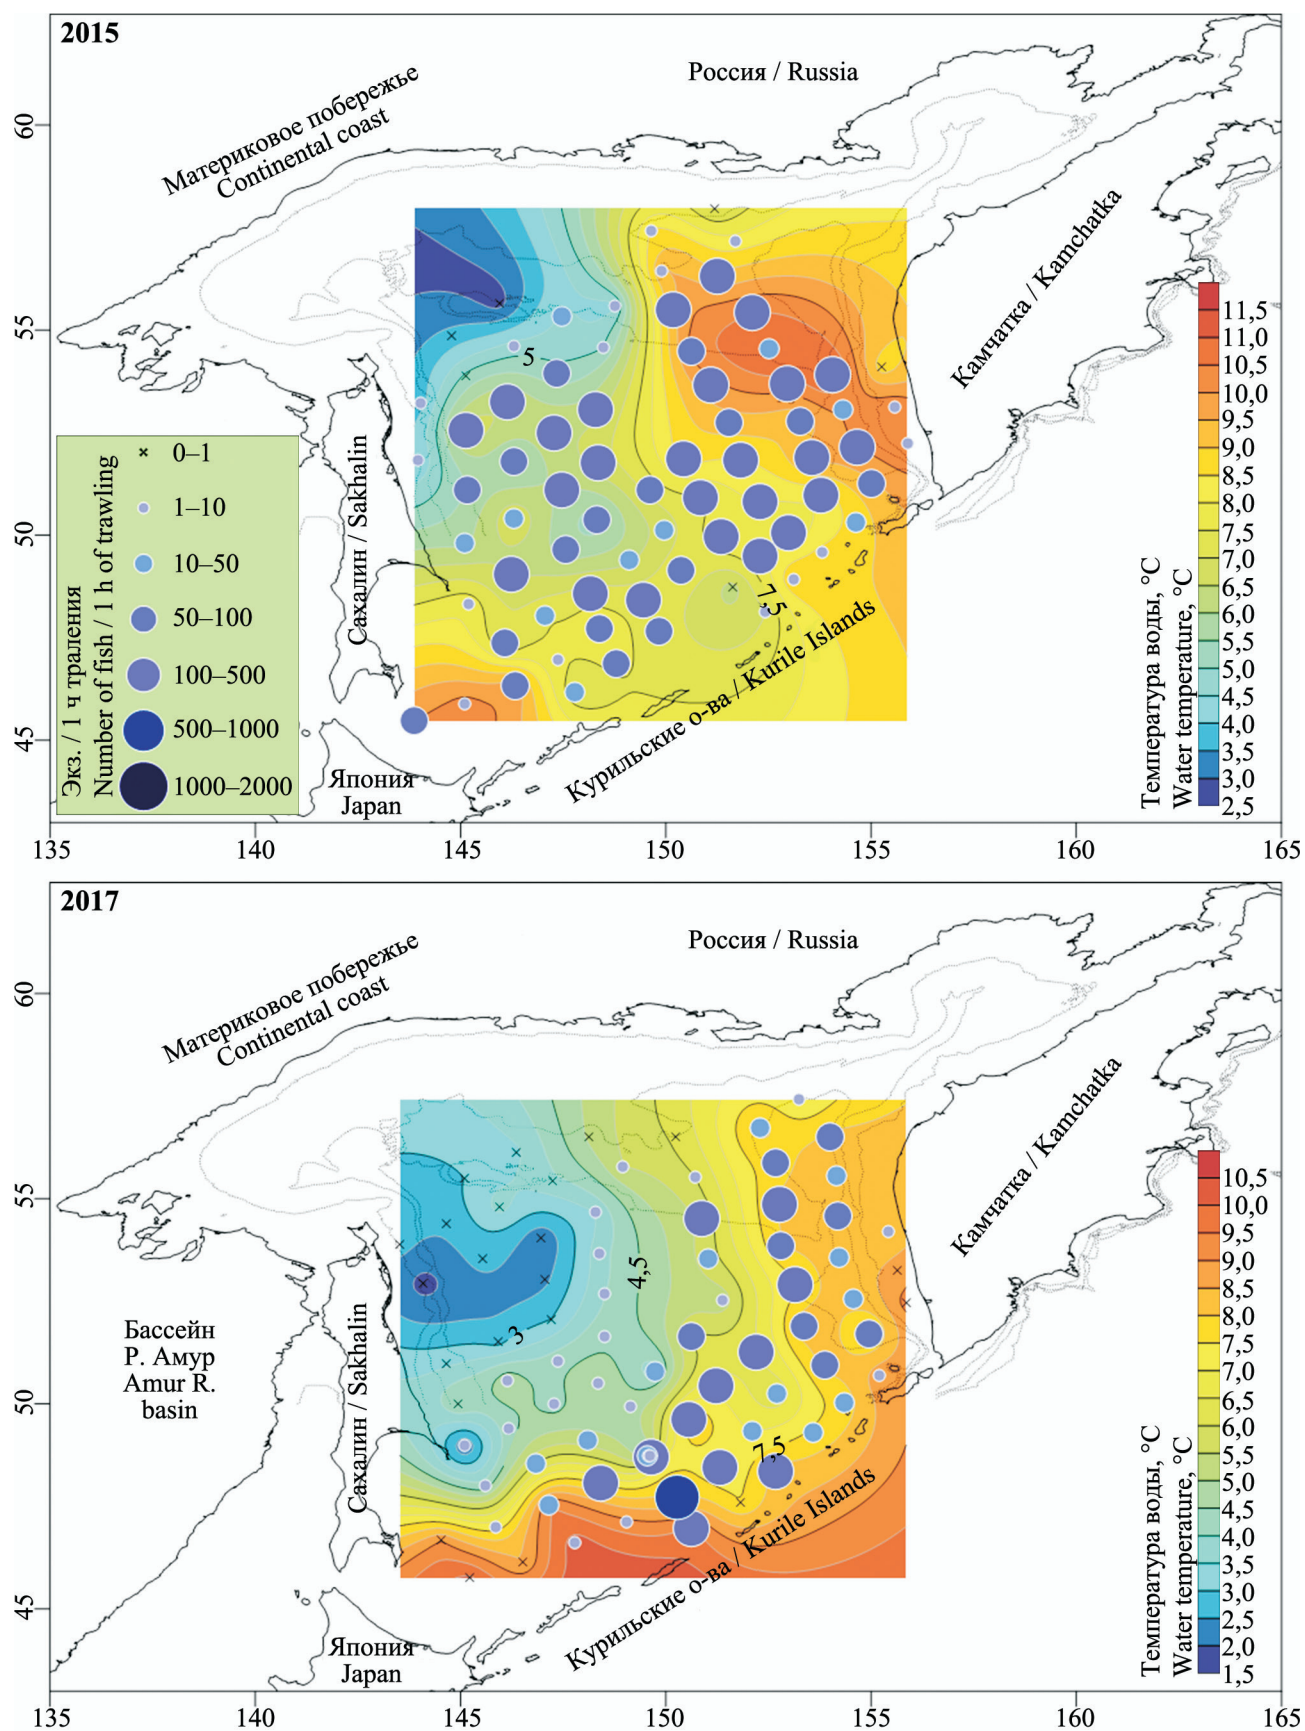 2015
Россия / Russia
Материковое побережье
Continental coast
Камчатка / Kamchatka
60
55
50
45
5
7,5
Сахалин / Sakhalin
Экз. / 1 ч траления
Number of fish / 1 h of trawling
0–1
1–10
10–50
50–100
100–500
500–1000
1000–2000
Япония
Japan
Курильские о-ва / Kurile Islands
Температура воды, °C
Water temperature, °C
11,5
11,0
10,5
10,0
9,5
9,0
8,5
8,0
7,5
7,0
6,5
6,0
5,5
5,0
4,5
4,0
3,5
3,0
2,5
135 140 145 150 155 160 165
2017
Россия / Russia
Материковое побережье
Continental coast
Камчатка / Kamchatka
60
55
50
45
4,5
3
7,5
Бассейн
Р. Амур
Amur R.
basin
Сахалин / Sakhalin
Япония
Japan
Курильские о-ва / Kurile Islands
Температура воды, °C
Water temperature, °C
10,5
10,0
9,5
9,0
8,5
8,0
7,5
7,0
6,5
6,0
5,5
5,0
4,5
4,0
3,5
3,0
2,5
2,0
1,5
135 140 145 150 155 160 165